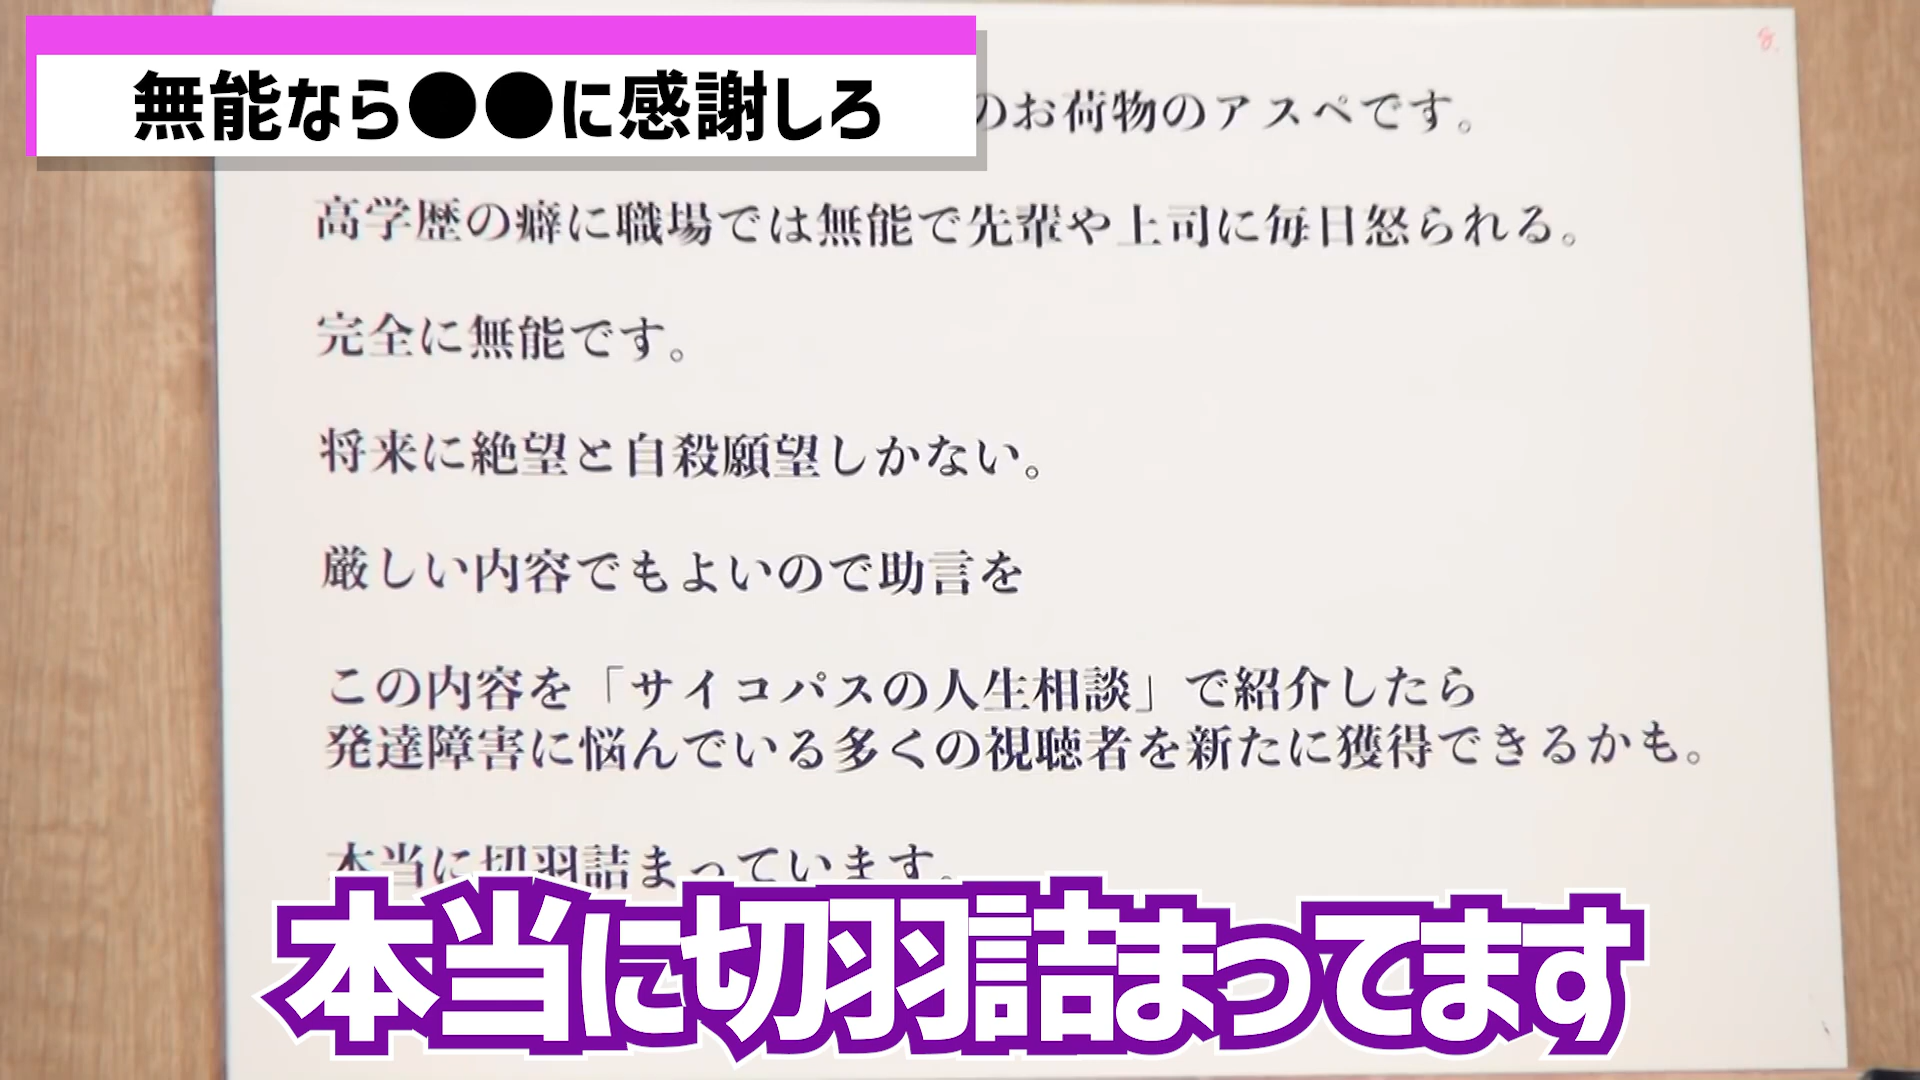 無能なら●●に感謝しろ
のお荷物のアスペです。
高学歴の癖に職場では無能で先輩や上司に毎日怒られる。
完全に無能です。
将来に絶望と自殺願望しかない。
厳しい内容でもよいので助言を
この内容を「サイコパスの人生相談」で紹介したら
発達障害に悩んでいる多くの視聴者を新たに獲得できるかも。
本当に切羽詰まっています。
本当に切羽詰まってます